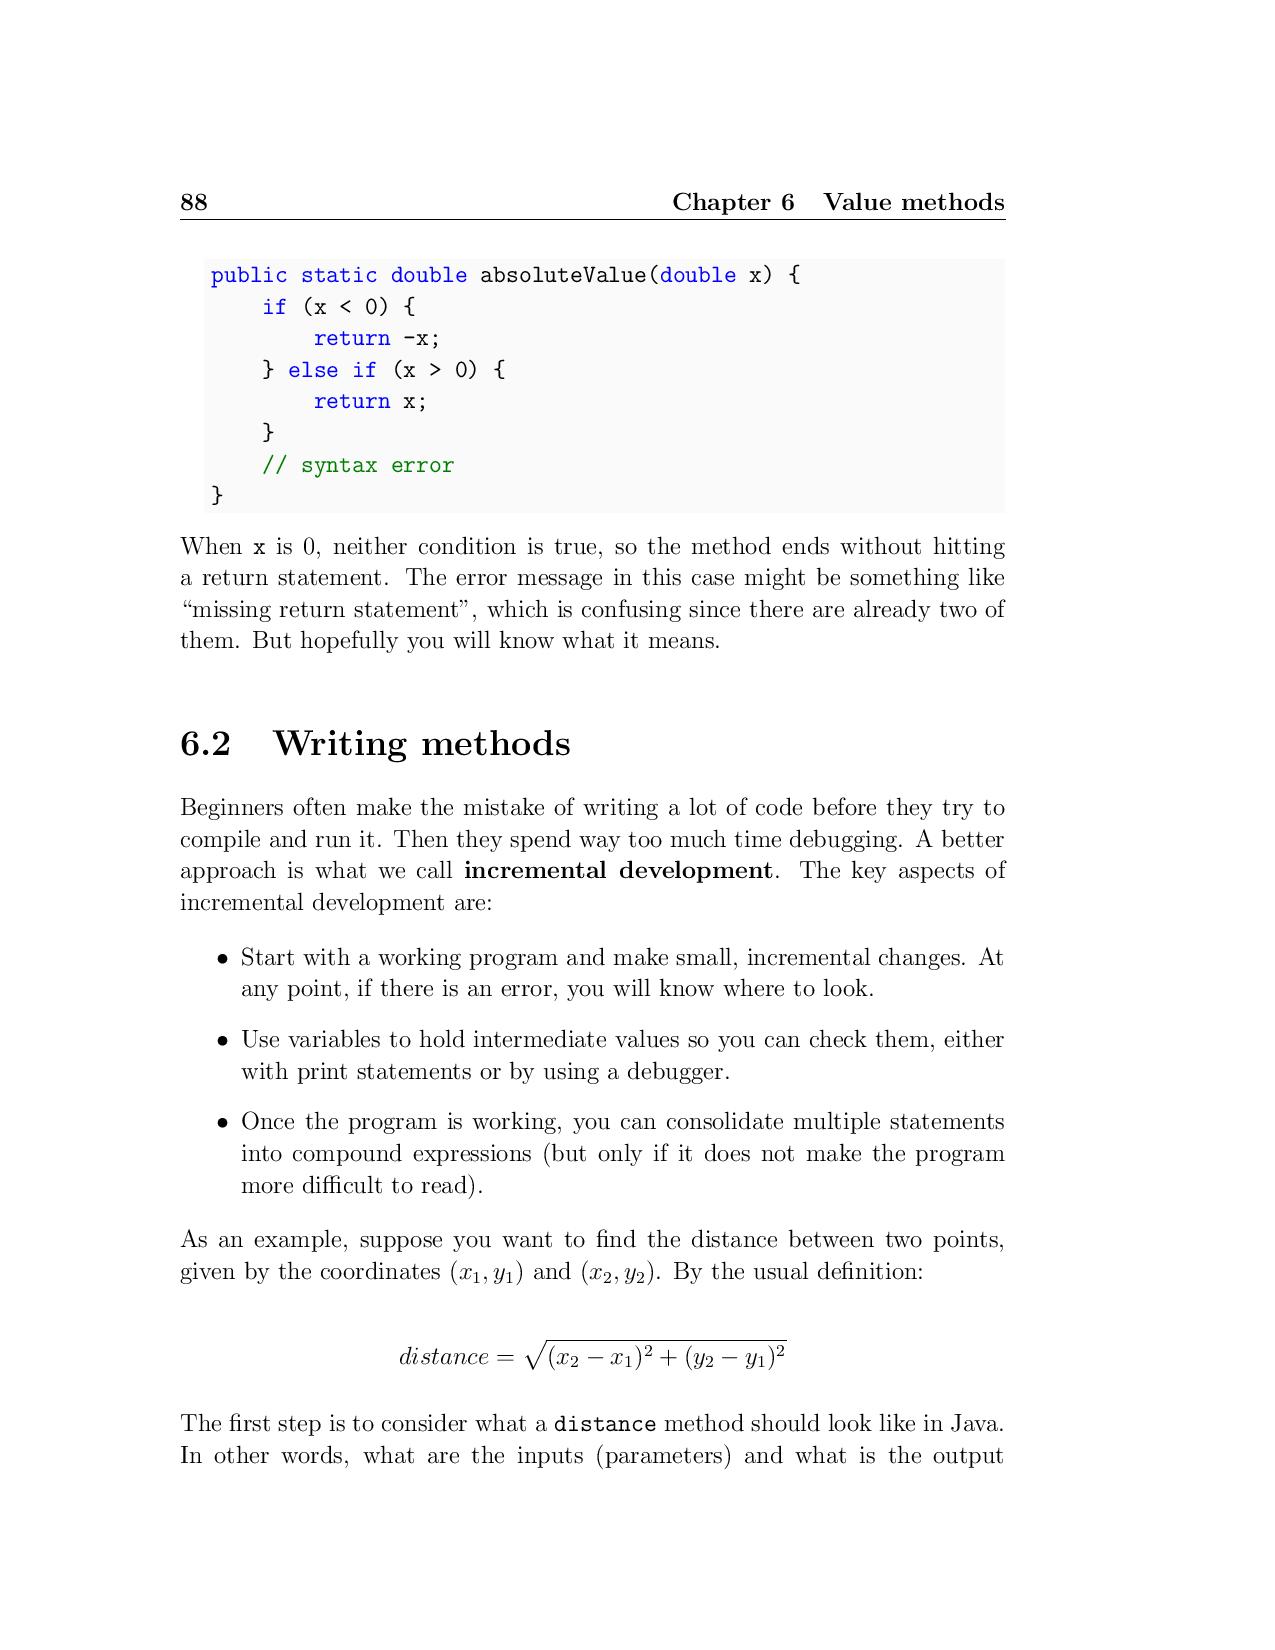 88 Chapter 6 Value methods
public static double absoluteValue(double x) {
    if (x < 0) {
        return -x;
    } else if (x > 0) {
        return x;
    }
    // syntax error
}
When x is 0, neither condition is true, so the method ends without hitting
a return statement. The error message in this case might be something like
“missing return statement”, which is confusing since there are already two of
them. But hopefully you will know what it means.
6.2 Writing methods
Beginners often make the mistake of writing a lot of code before they try to
compile and run it. Then they spend way too much time debugging. A better
approach is what we call incremental development. The key aspects of
incremental development are:
• Start with a working program and make small, incremental changes. At
any point, if there is an error, you will know where to look.
• Use variables to hold intermediate values so you can check them, either
with print statements or by using a debugger.
• Once the program is working, you can consolidate multiple statements
into compound expressions (but only if it does not make the program
more difficult to read).
As an example, suppose you want to find the distance between two points,
given by the coordinates (x₁, y₁) and (x₂, y₂). By the usual definition:
distance = √(x₂ − x₁)² + (y₂ − y₁)²
The first step is to consider what a distance method should look like in Java.
In other words, what are the inputs (parameters) and what is the output